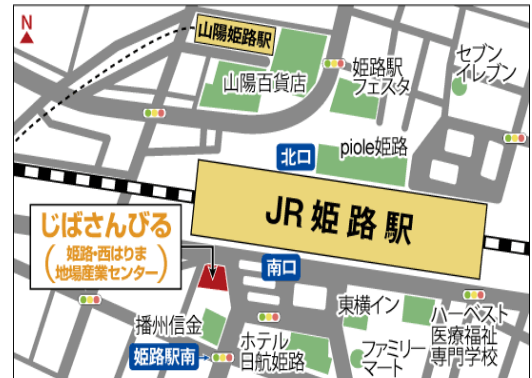 N
山陽姫路駅
山陽百貨店
姫路駅
フェスタ
セブン
イレブン
北口
piole姫路
JR姫路駅
じばさんびる
(姫路・西はりま
地場産業センター)
南口
播州信金
姫路駅南
ホテル
日航姫路
東横イン
ファミリー
マート
ハーベスト
医療福祉
専門学校